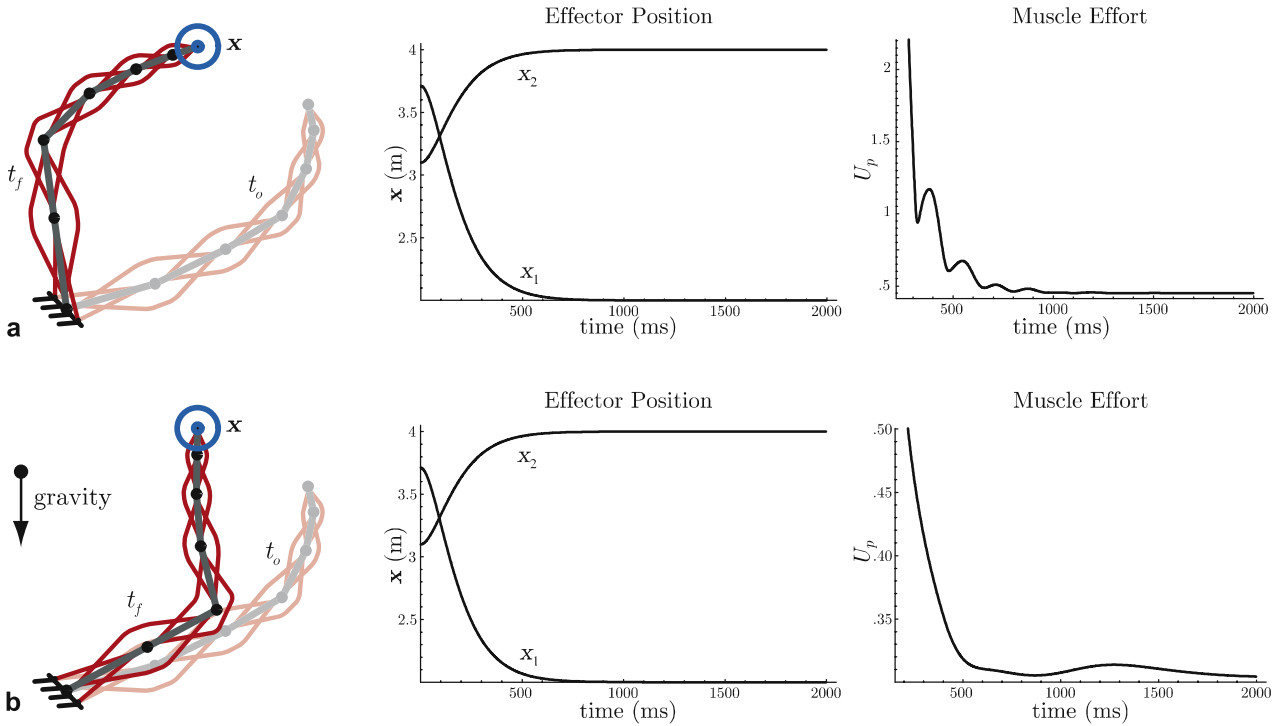 Effector Position
Muscle Effort
x
t_f
t_o
x (m)
4
3.5
3
2.5
x_2
x_1
500
1000
1500
2000
time (ms)
U_p
2
1.5
1
.5
500
1000
1500
2000
time (ms)
a
Effector Position
Muscle Effort
x
gravity
t_f
t_o
x (m)
4
3.5
3
2.5
x_2
x_1
500
1000
1500
2000
time (ms)
U_p
.50
.45
.40
.35
500
1000
1500
2000
time (ms)
b